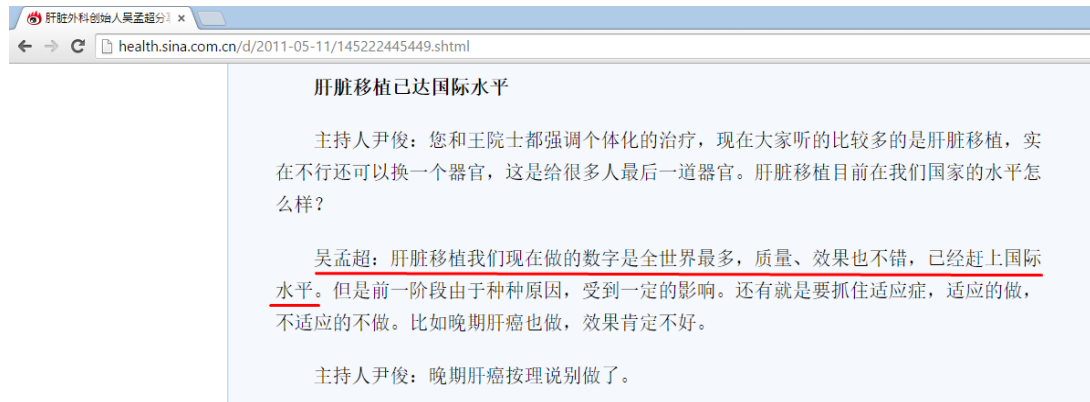 肝脏外科创始人吴孟超分
health.sina.com.cn/d/2011-05-11/145222445449.shtml
肝脏移植已达国际水平
主持人尹俊：您和王院士都强调个体化的治疗，现在大家听的比较多的是肝脏移植，实
在不行还可以换一个器官，这是给很多人最后一道器官。肝脏移植目前在我们国家的水平怎
么样？
吴孟超：肝脏移植我们现在做的数字是全世界最多，质量、效果也不错，已经赶上国际
水平。但是前一阶段由于种种原因，受到一定的影响。还有就是要抓住适应症，适应的做，
不适应的不做。比如晚期肝癌也做，效果肯定不好。
主持人尹俊：晚期肝癌按理说别做了。